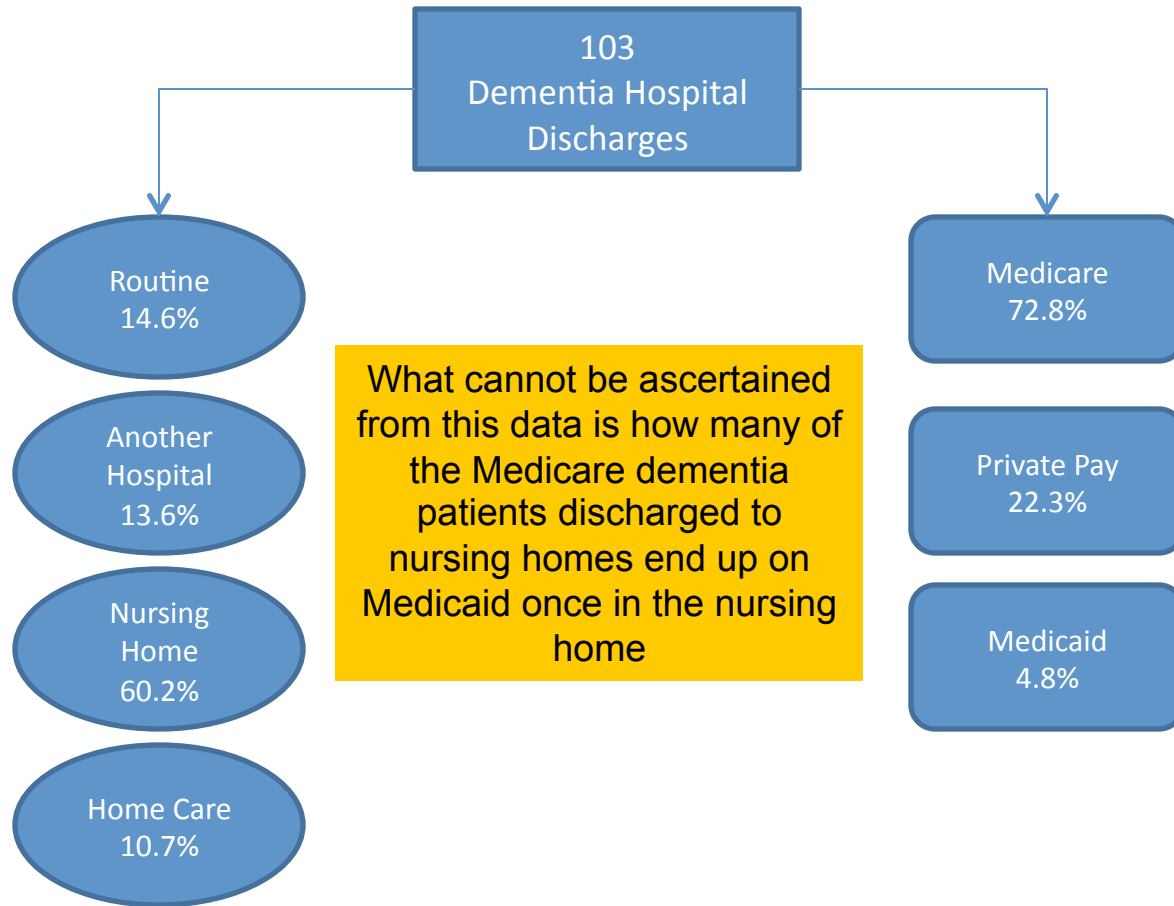 103
Dementia Hospital
Discharges
Routine
14.6%
Another
Hospital
13.6%
Nursing
Home
60.2%
Home Care
10.7%
What cannot be ascertained
from this data is how many of
the Medicare dementia
patients discharged to
nursing homes end up on
Medicaid once in the nursing
home
Medicare
72.8%
Private Pay
22.3%
Medicaid
4.8%